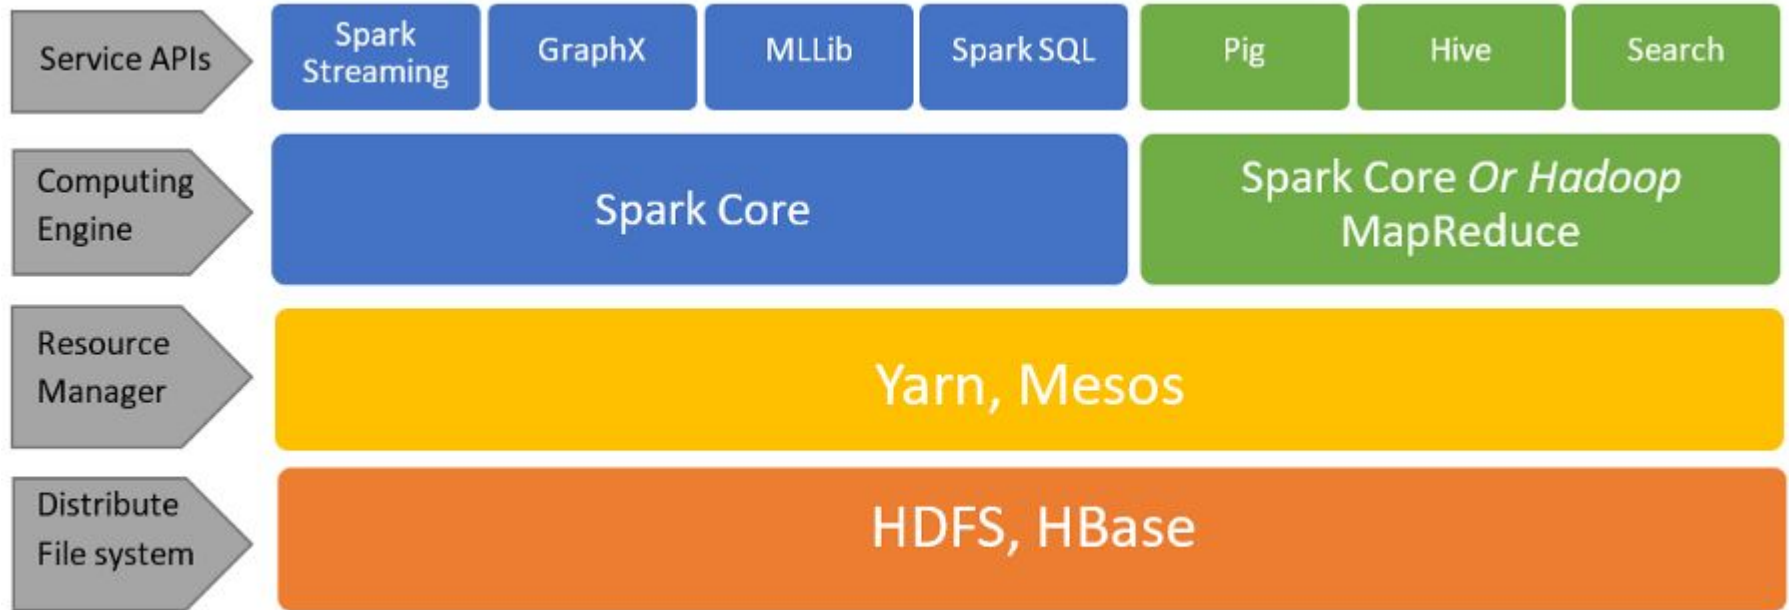 Service APIs
Spark
Streaming
GraphX
MLLib
Spark SQL
Pig
Hive
Search
Computing
Engine
Spark Core
Spark Core Or Hadoop
MapReduce
Resource
Manager
Yarn, Mesos
Distribute
File system
HDFS, HBase